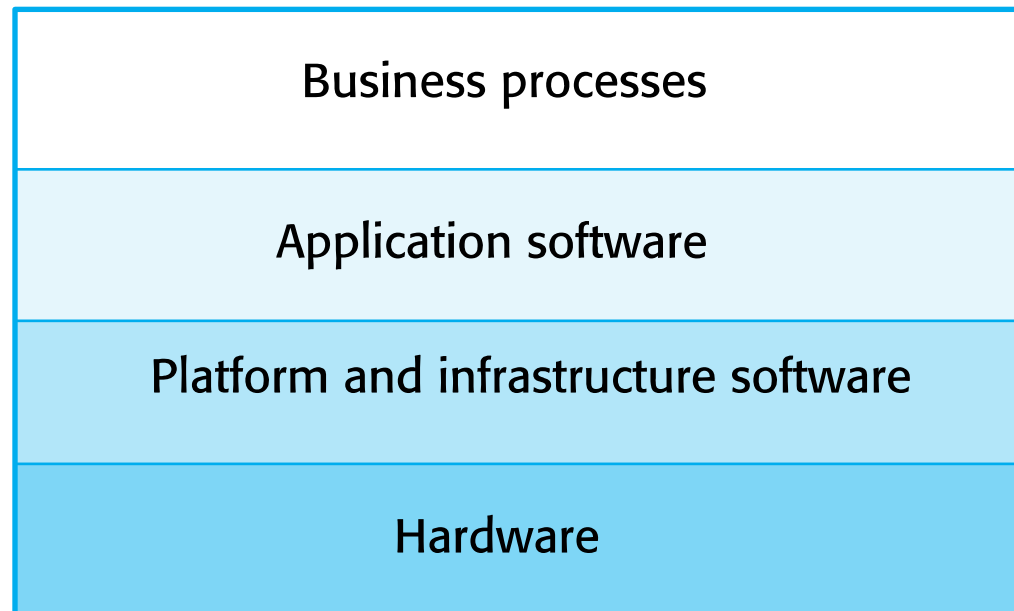 Business processes
Application software
Platform and infrastructure software
Hardware